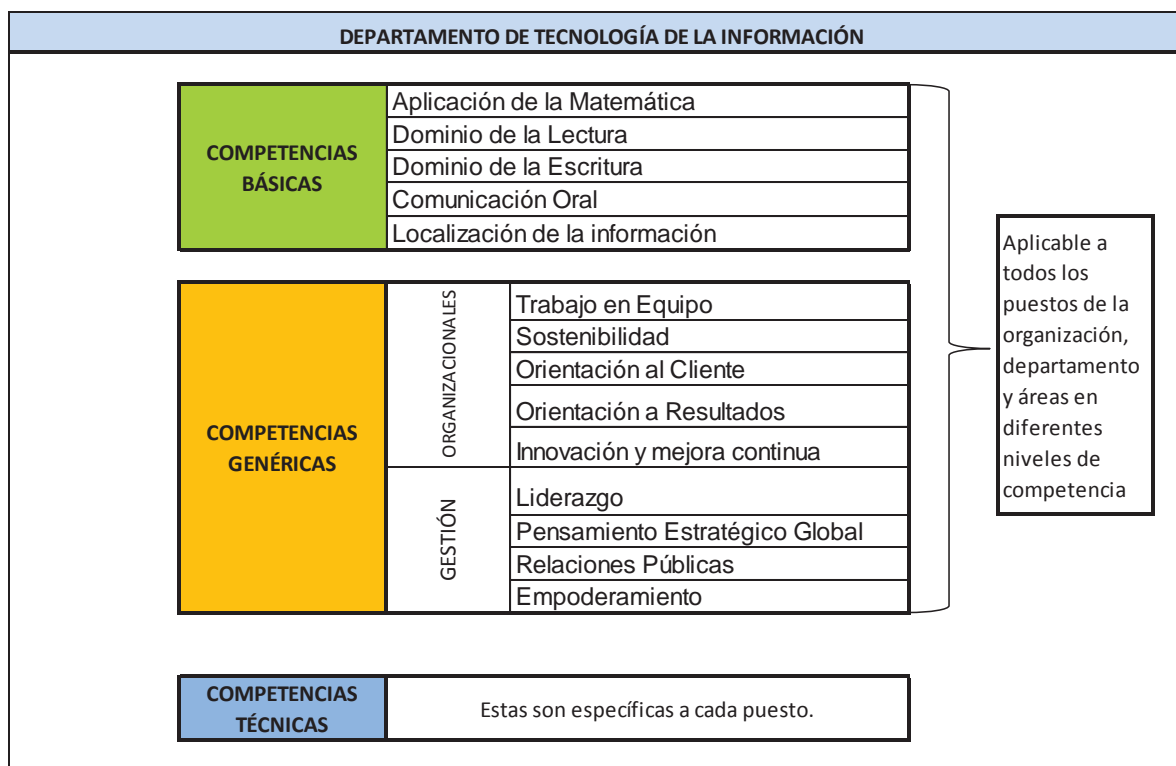 DEPARTAMENTO DE TECNOLOGÍA DE LA INFORMACIÓN
COMPETENCIAS
BÁSICAS
Aplicación de la Matemática
Dominio de la Lectura
Dominio de la Escritura
Comunicación Oral
Localización de la información
COMPETENCIAS
GENÉRICAS
ORGANIZACIONALES
Trabajo en Equipo
Sostenibilidad
Orientación al Cliente
Orientación a Resultados
Innovación y mejora continua
GESTIÓN
Liderazgo
Pensamiento Estratégico Global
Relaciones Públicas
Empoderamiento
Aplicable a
todos los
puestos de la
organización,
departamento
y áreas en
diferentes
niveles de
competencia
COMPETENCIAS
TÉCNICAS
Estas son específicas a cada puesto.